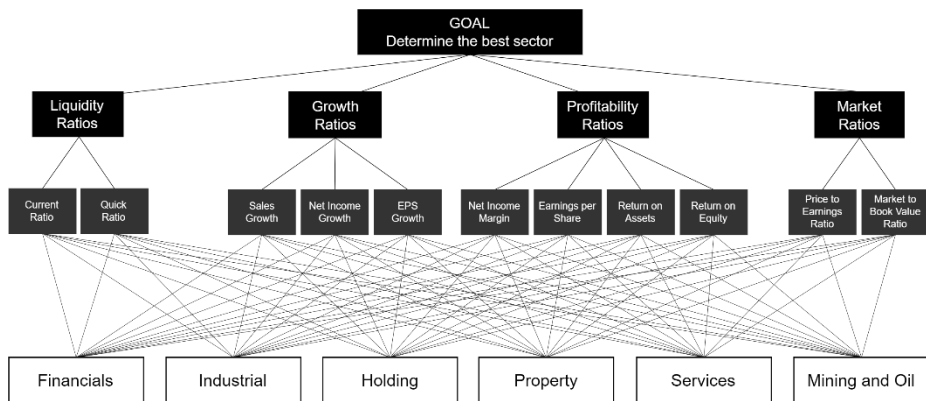 GOAL
Determine the best sector
Liquidity
Ratios
Growth
Ratios
Profitability
Ratios
Market
Ratios
Current
Ratio
Quick
Ratio
Sales
Growth
Net Income
Growth
EPS
Growth
Net Income
Margin
Earnings per
Share
Return on
Assets
Return on
Equity
Price to
Earnings
Ratio
Market to
Book Value
Ratio
Financials
Industrial
Holding
Property
Services
Mining and Oil